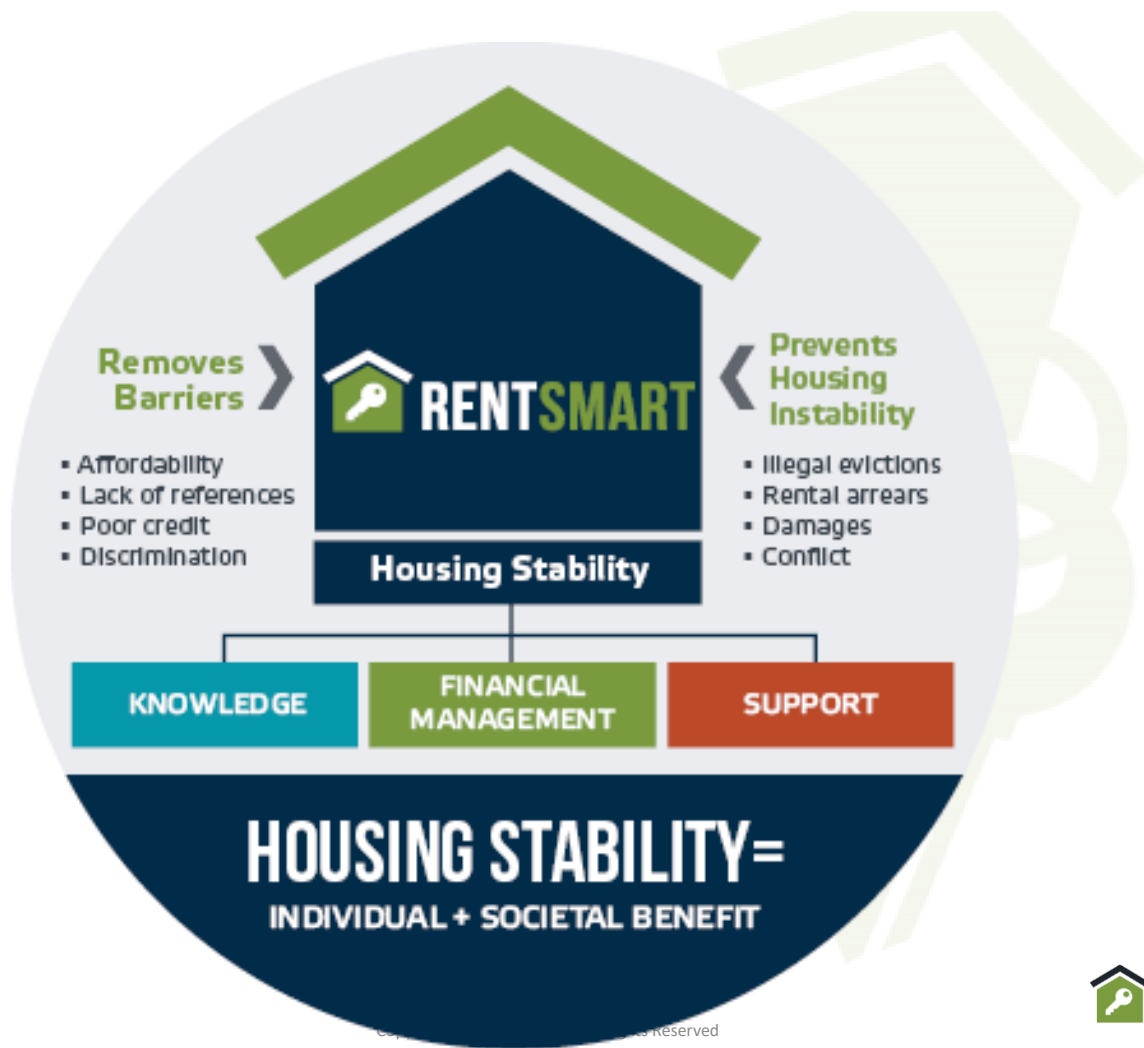 RENTSMART
Removes
Barriers
▪ Affordability
▪ Lack of references
▪ Poor credit
▪ Discrimination
Prevents
Housing
Instability
▪ Illegal evictions
▪ Rental arrears
▪ Damages
▪ Conflict
Housing Stability
KNOWLEDGE
FINANCIAL
MANAGEMENT
SUPPORT
HOUSING STABILITY=
INDIVIDUAL + SOCIETAL BENEFIT
Reserved